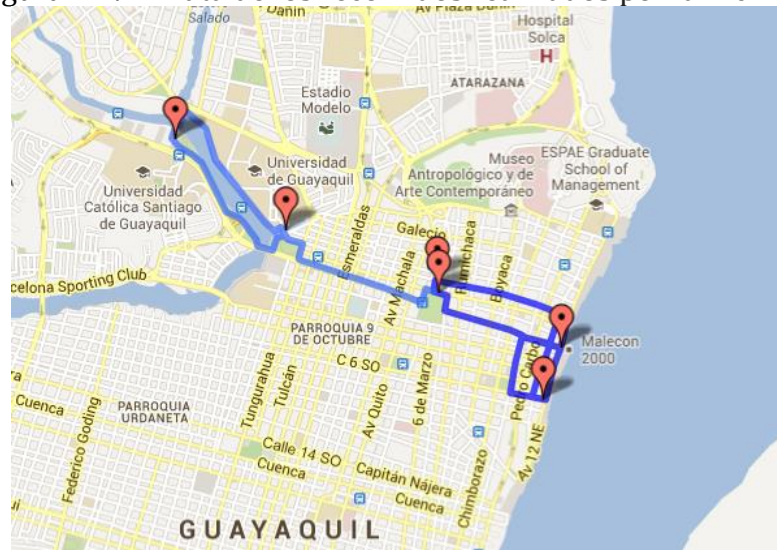 Salado
Hospital
Solca
H
ATARAZANA
Estadio
Modelo
Universidad
de Guayaquil
Museo
Antropológico y de
Arte Contemporáneo
ESPAE Graduate
School of
Management
Universidad
Católica Santiago
de Guayaquil
Esmeraldas
Galecio
Rumichaca
Boyaca
Av Machala
celona Sporting Club
PARROQUIA 9
DE OCTUBRE
C 6 SO
Malecon
2000
Pedro Carbo
Tungurahua
Tulcán
Av Quito
6 de Marzo
Cuenca
PARROQUIA
URDANETA
Federico Goding
Calle 14 SO
Cuenca
Capitán Nájera
Cuenca
Chimborazo
Av 12 NE
GUAYAQUIL